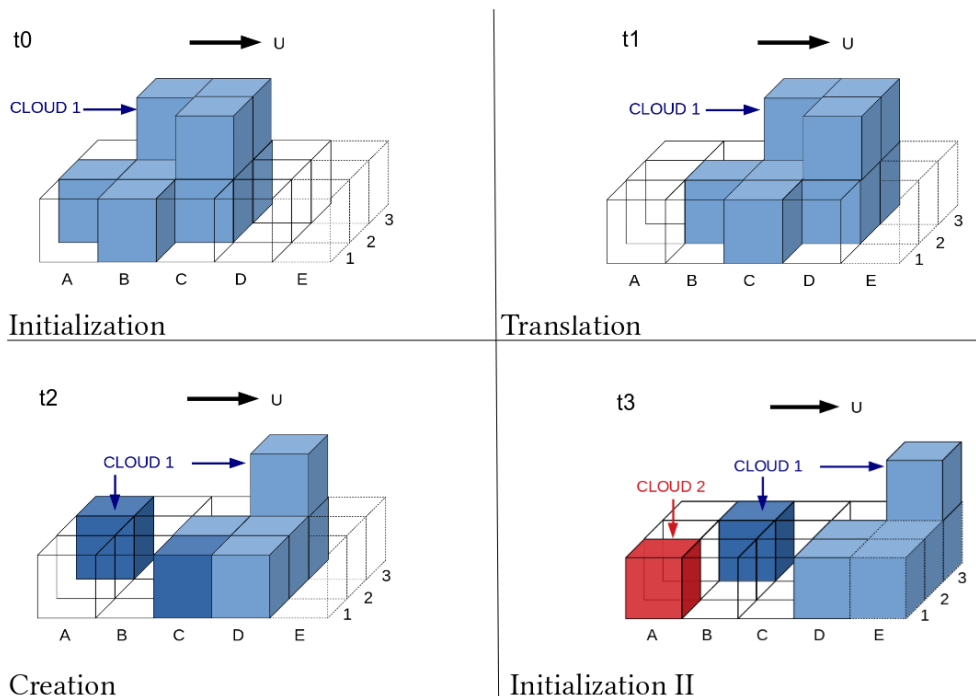 t0
U
CLOUD 1
3
2
1
A B C D E
Initialization
t1
U
CLOUD 1
3
2
1
A B C D E
Translation
t2
U
CLOUD 1
3
2
1
A B C D E
Creation
t3
U
CLOUD 1
CLOUD 2
3
2
1
A B C D E
Initialization II